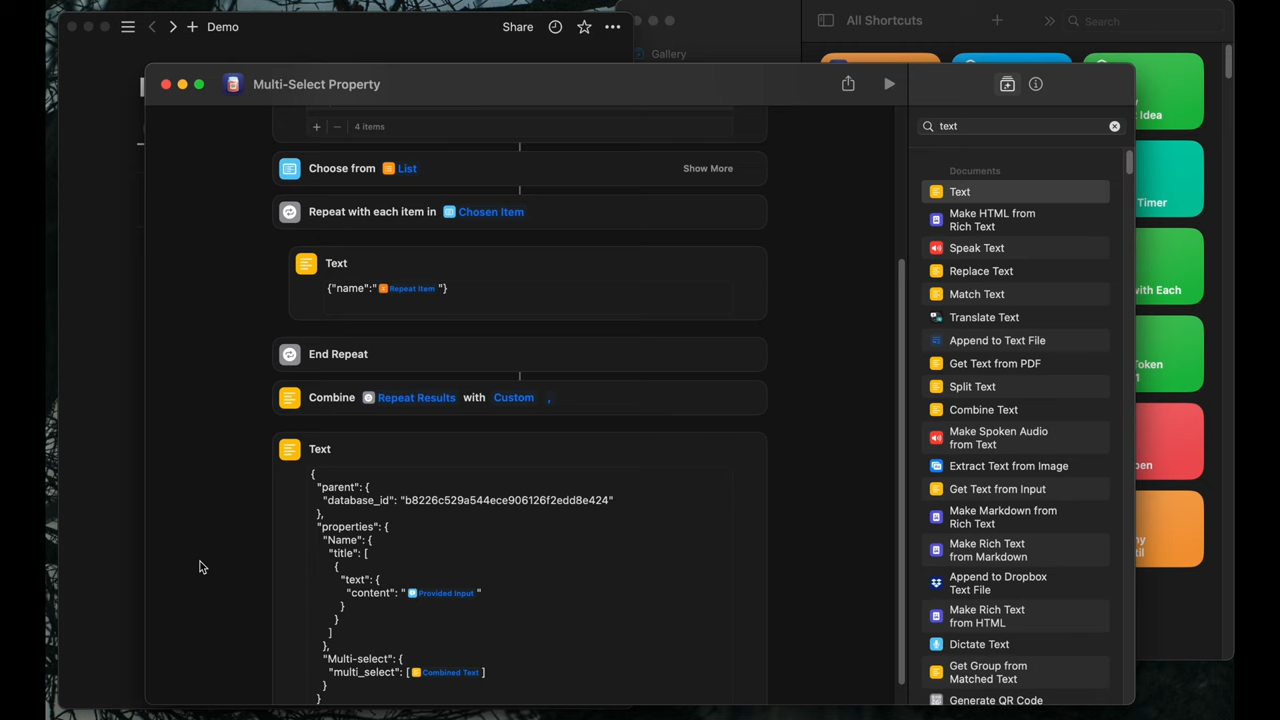 Demo
Share
•••
All Shortcuts
Search
Gallery
Multi-Select Property
4 items
Choose from List
Show More
Repeat with each item in Chosen Item
Text
{"name":" Repeat Item "}
End Repeat
Combine Repeat Results with Custom ,
Text
{
"parent": {
"database_id": "b8226c529a544ece906126f2edd8e424"
},
"properties": {
"Name": {
"title": [
{
"text": {
"content": " Provided Input "
}
}
]
},
"Multi-select": {
"multi_select": [ Combined Text ]
}
}
text
Documents
Text
Make HTML from
Rich Text
Speak Text
Replace Text
Match Text
Translate Text
Append to Text File
Get Text from PDF
Split Text
Combine Text
Make Spoken Audio
from Text
Extract Text from Image
Get Text from Input
Make Markdown from
Rich Text
Make Rich Text
from Markdown
Append to Dropbox
Text File
Make Rich Text
from HTML
Dictate Text
Get Group from
Matched Text
Generate QR Code
Idea
Timer
with Each
Token
1